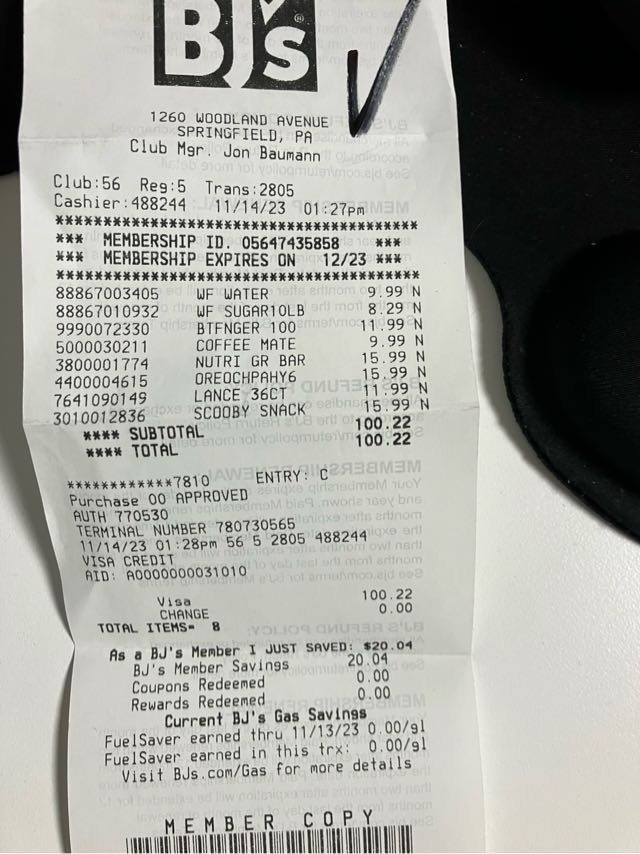 BJ's
1260 WOODLAND AVENUE
SPRINGFIELD, PA
Club Mgr. Jon Baumann
Club:56 Reg:5 Trans:2805
Cashier:488244 11/14/23 01:27pm
******************************************
*** MEMBERSHIP ID. 05647435858 ***
*** MEMBERSHIP EXPIRES ON 12/23 ***
******************************************
88867003405 WF WATER 9.99 N
88867010932 WF SUGAR10LB 8.29 N
9990072330 BTFNGER 100 11.99 N
5000030211 COFFEE MATE 9.99 N
3800001774 NUTRI GR BAR 15.99 N
4400004615 OREOCHPAHY6 15.99 N
7641090149 LANCE 36CT 11.99 N
3010012836 SCOOBY SNACK 15.99 N
**** SUBTOTAL 100.22
**** TOTAL 100.22
************7810 ENTRY: C
Purchase 00 APPROVED
AUTH 770530
TERMINAL NUMBER 780730565
11/14/23 01:28pm 56 5 2805 488244
VISA CREDIT
AID: A0000000031010
Visa 100.22
CHANGE 0.00
TOTAL ITEMS= 8
As a BJ's Member I JUST SAVED: $20.04
BJ's Member Savings 20.04
Coupons Redeemed 0.00
Rewards Redeemed 0.00
Current BJ's Gas Savings
FuelSaver earned thru 11/13/23 0.00/gl
FuelSaver earned in this trx: 0.00/gl
Visit BJs.com/Gas for more details
MEMBER COPY